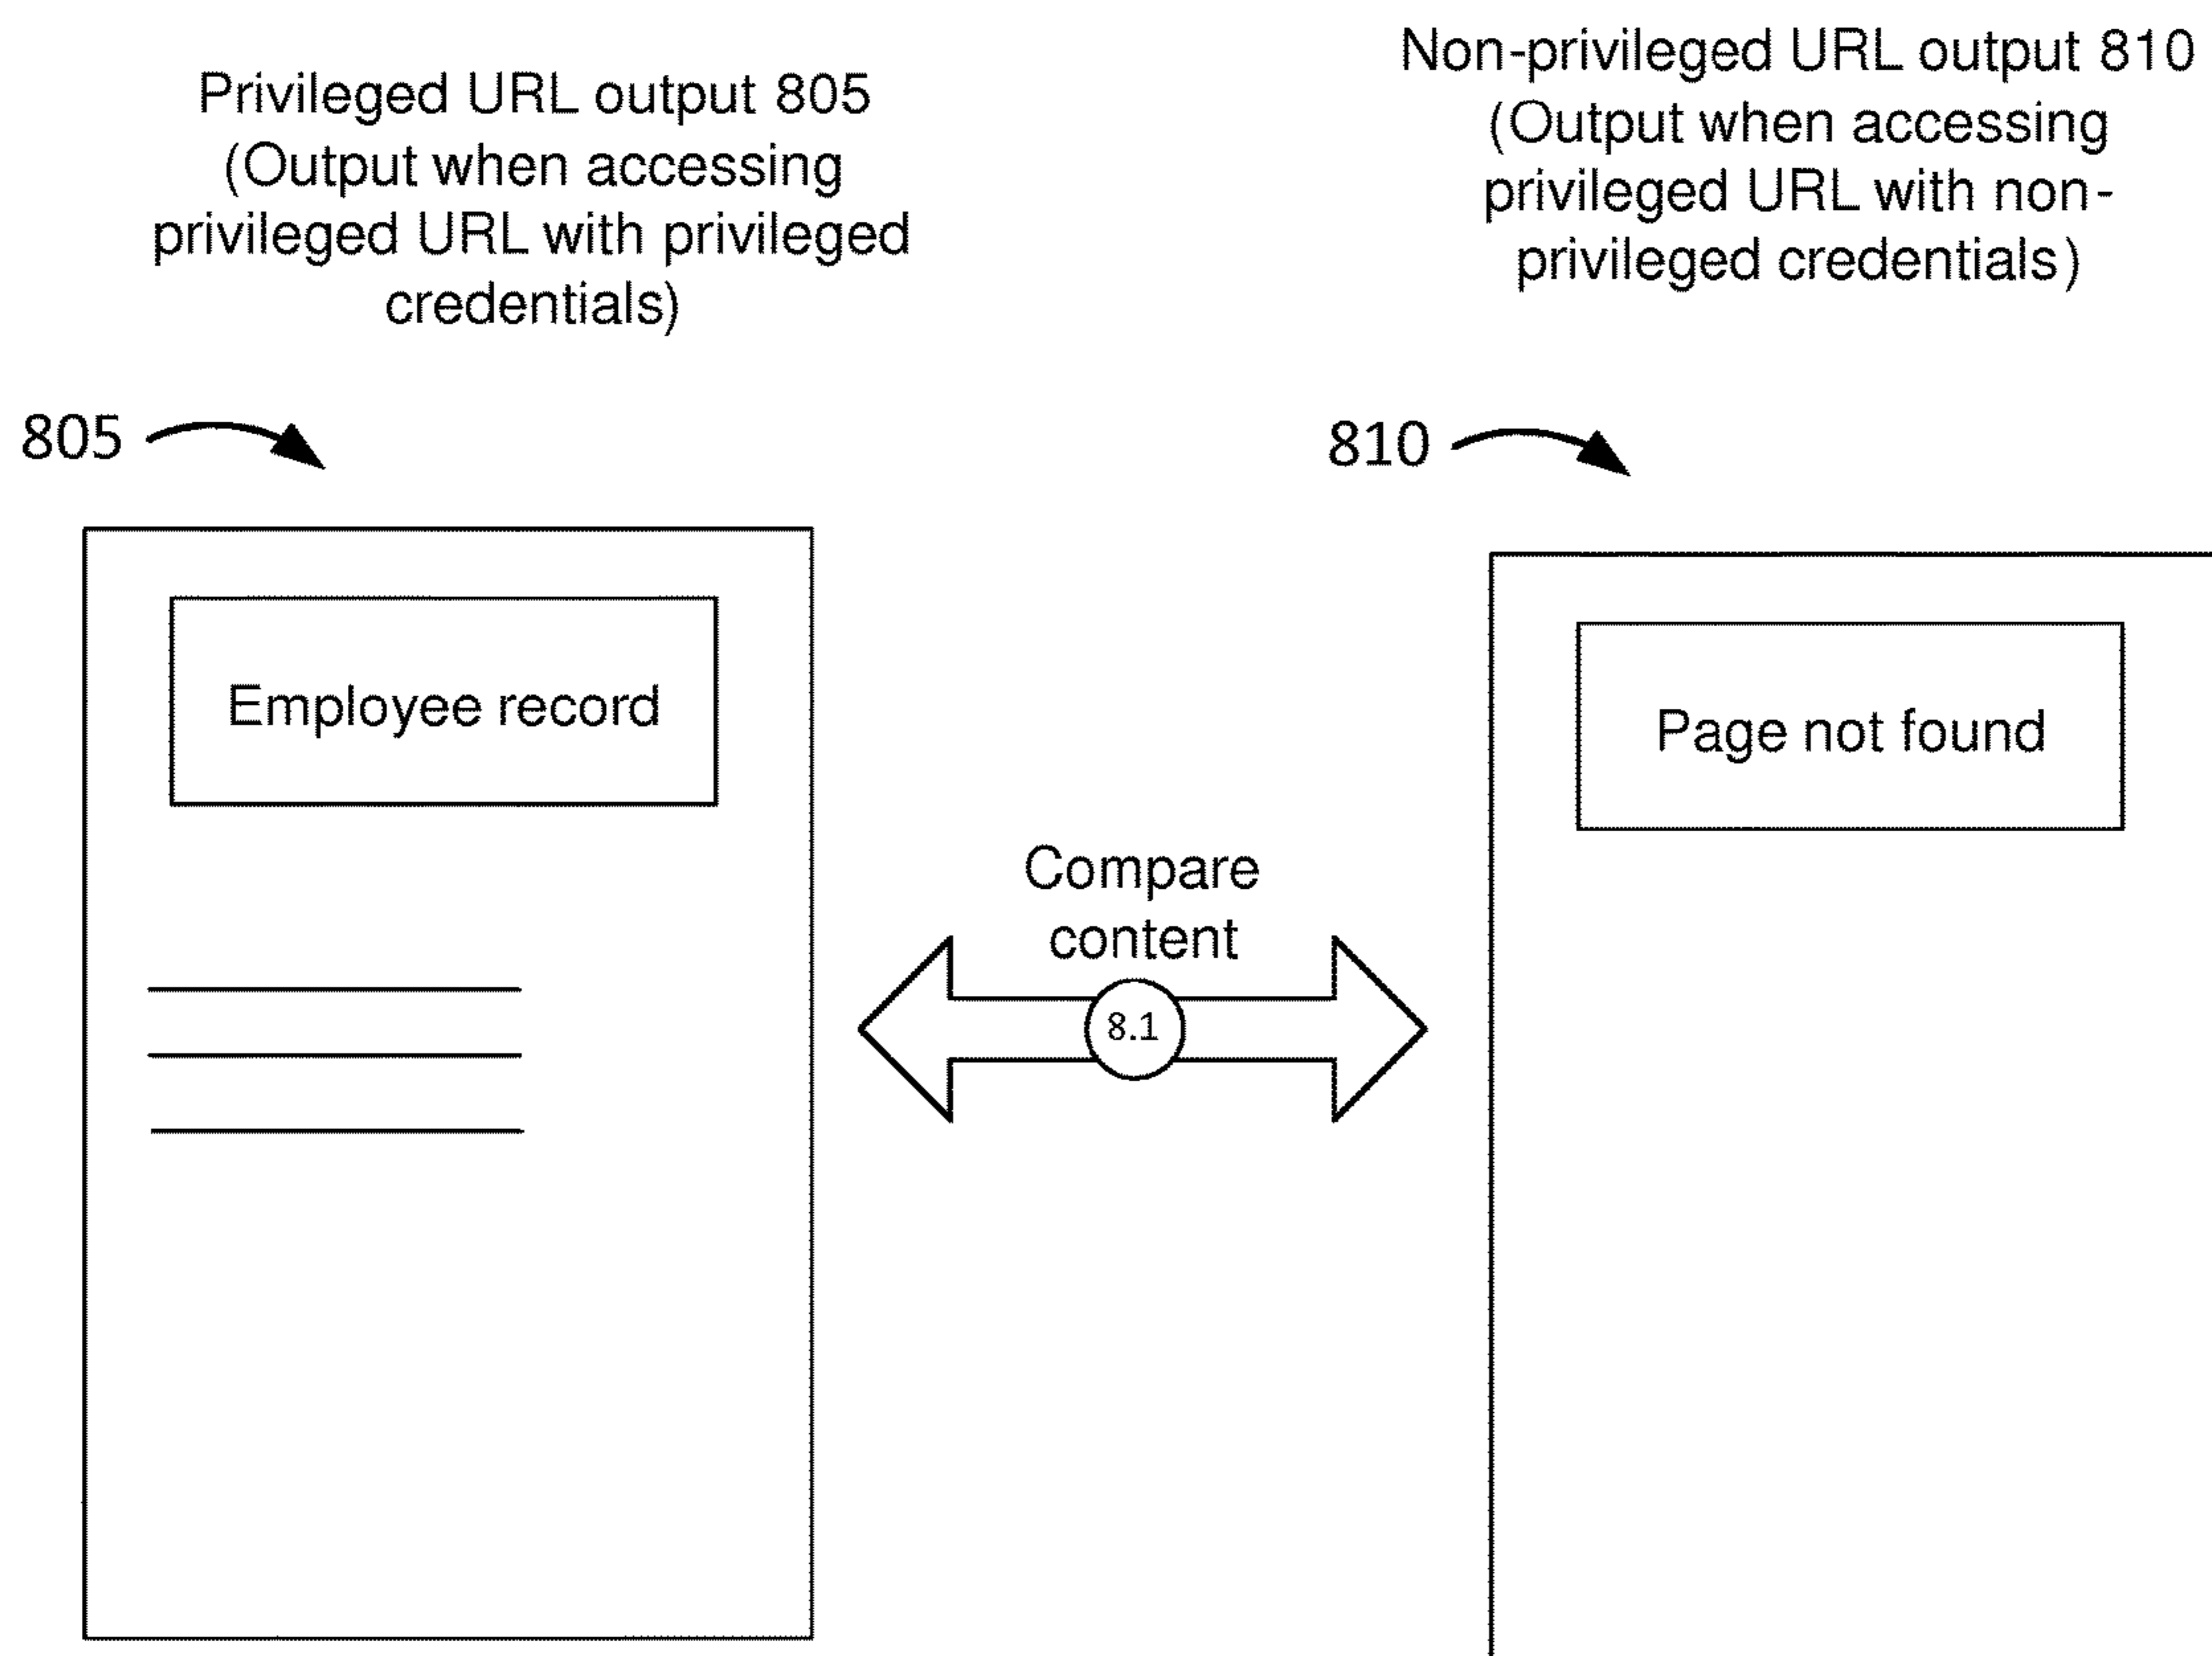 Privileged URL output 805
(Output when accessing
privileged URL with privileged
credentials)
Non-privileged URL output 810
(Output when accessing
privileged URL with non-
privileged credentials)
805
810
Employee record
Page not found
Compare
content
8.1